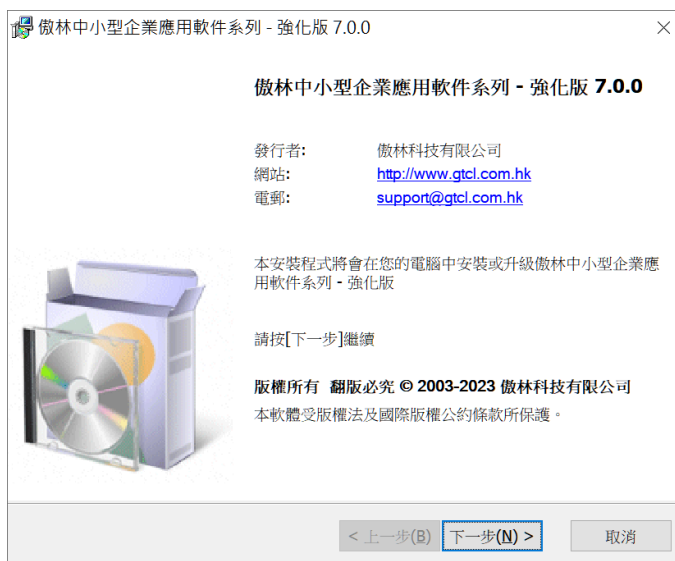 傲林中小型企業應用軟件系列 - 強化版 7.0.0
傲林中小型企業應用軟件系列 - 強化版 7.0.0
發行者: 傲林科技有限公司
網站: http://www.gtcl.com.hk
電郵: support@gtcl.com.hk
本安裝程式將會在您的電腦中安裝或升級傲林中小型企業應
用軟件系列 - 強化版
請按[下一步]繼續
版權所有 翻版必究 © 2003-2023 傲林科技有限公司
本軟體受版權法及國際版權公約條款所保護。
< 上一步(B) 下一步(N) > 取消